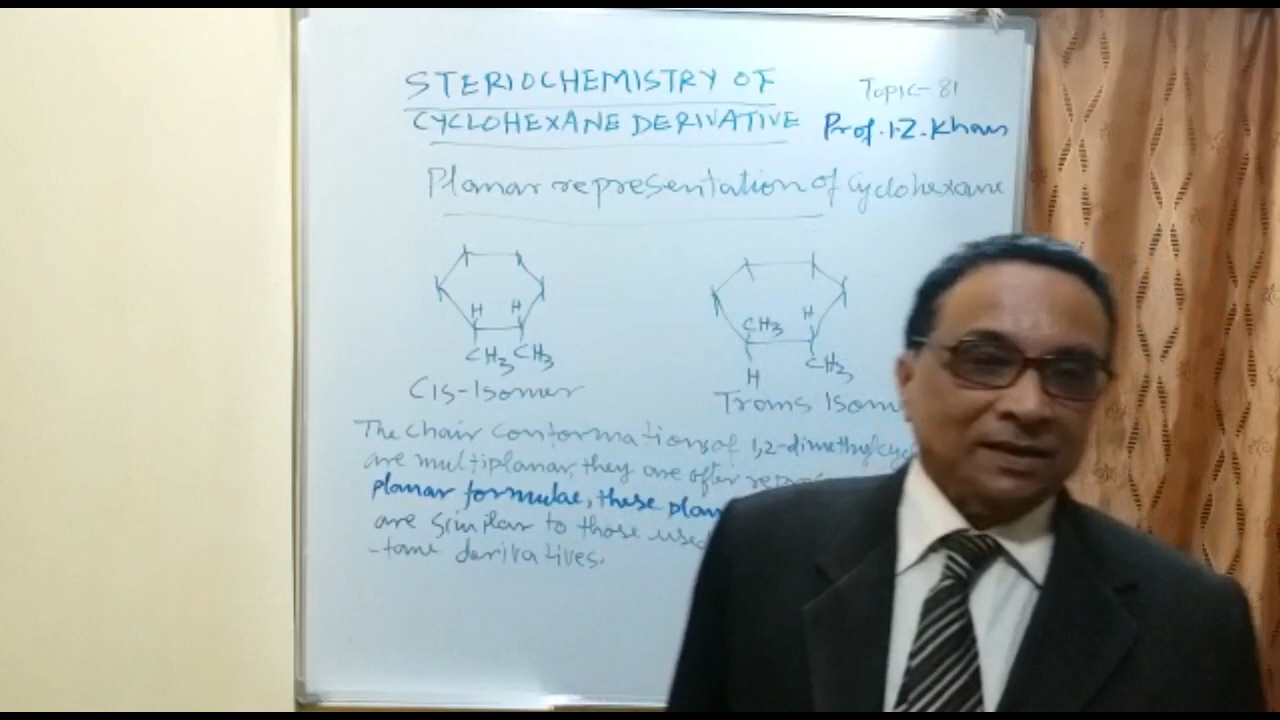 STERIOCHEMISTRY OF
CYCLOHEXANE DERIVATIVE
Topic-81
Prof. I.Z. Khan
Planar representation of Cyclohexane
H H
CH3 CH3
Cis-Isomer
CH3 H
H CH3
Trans Isom
The chair conformations of 1,2-dimethylcyc
are multiplanar, they are often repre
planar formulae, these plan
are similar to those used
-tane derivatives.